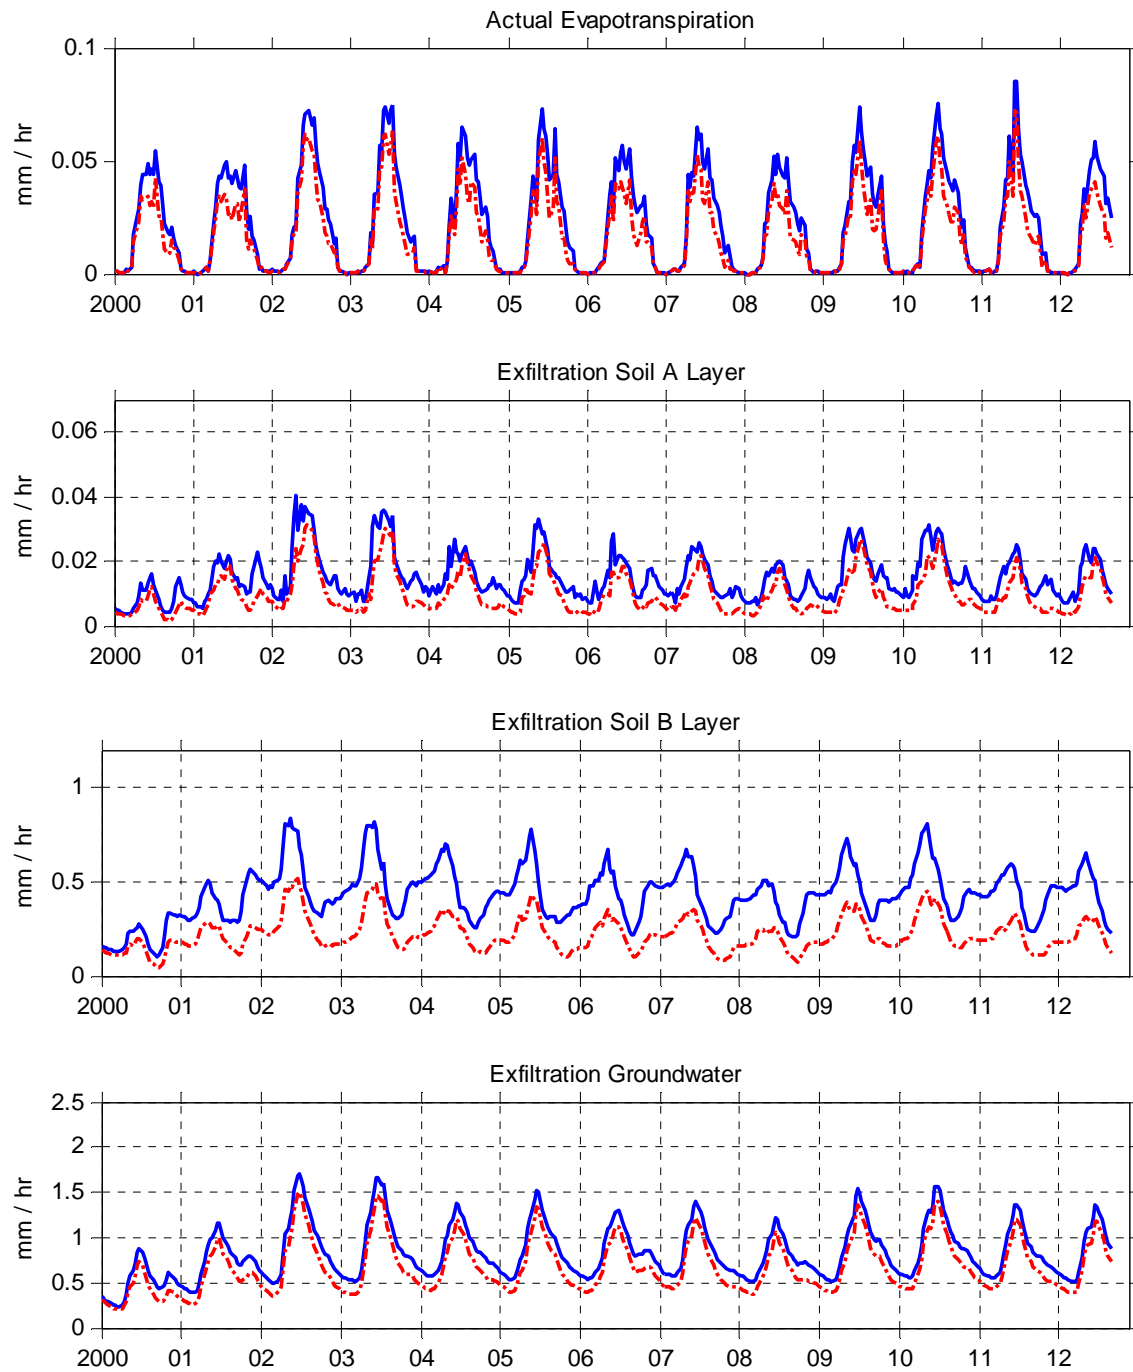 Actual Evapotranspiration
0.1
0.05
0
mm / hr
2000 01 02 03 04 05 06 07 08 09 10 11 12
Exfiltration Soil A Layer
0.06
0.04
0.02
0
mm / hr
2000 01 02 03 04 05 06 07 08 09 10 11 12
Exfiltration Soil B Layer
1
0.5
0
mm / hr
2000 01 02 03 04 05 06 07 08 09 10 11 12
Exfiltration Groundwater
2.5
2
1.5
1
0.5
0
mm / hr
2000 01 02 03 04 05 06 07 08 09 10 11 12